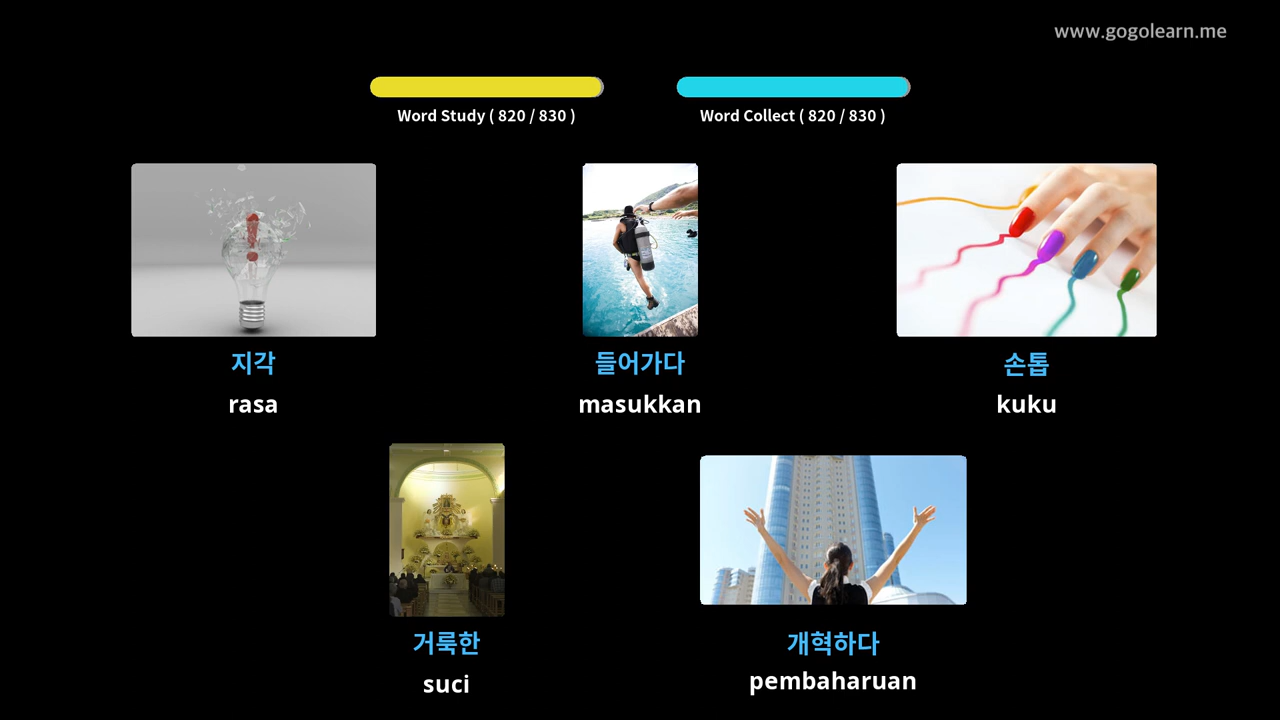 www.gogolearn.me
Word Study ( 820 / 830 )
Word Collect ( 820 / 830 )
지각
rasa
들어가다
masukkan
손톱
kuku
거룩한
suci
개혁하다
pembaharuan